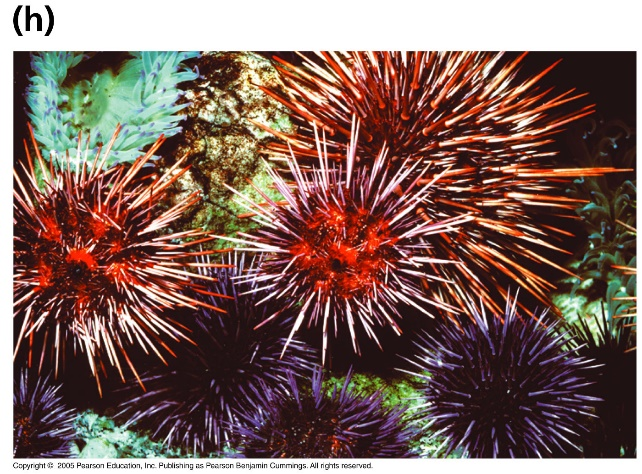 (h)
Copyright © 2005 Pearson Education, Inc. Publishing as Pearson Benjamin Cummings. All rights reserved.